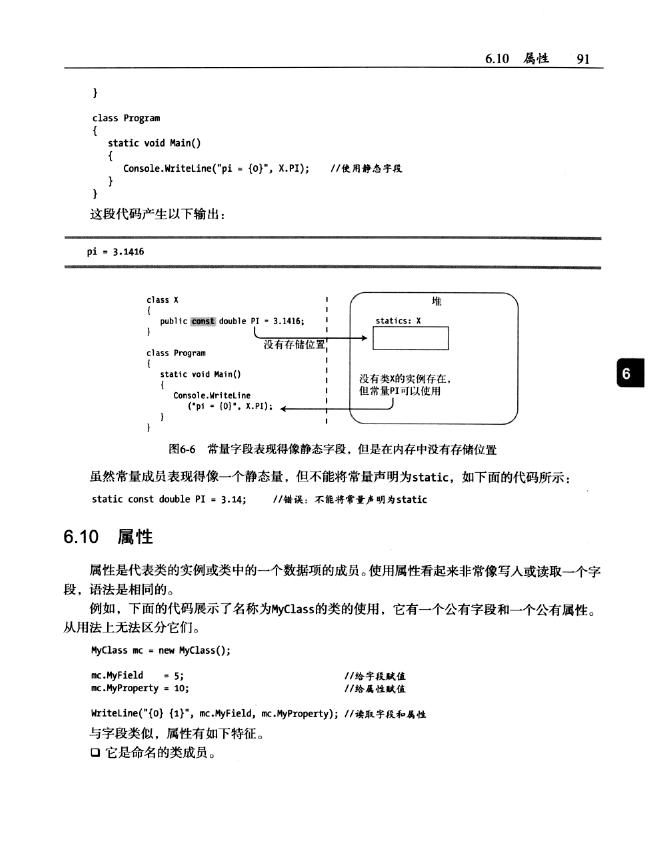 6.10 属性 91
}
class Program
{
static void Main()
{
Console.WriteLine("pi = {0}", X.PI); //使用静态字段
}
}
这段代码产生以下输出：
pi = 3.1416
class X
{
public const double PI = 3.1416;
}
没有存储位置
class Program
{
static void Main()
{
Console.WriteLine
("pi = {0}", X.PI);
}
}
堆
statics: X
没有类X的实例存在，
但常量PI可以使用
6
图6-6 常量字段表现得像静态字段，但是在内存中没有存储位置
虽然常量成员表现得像一个静态量，但不能将常量声明为static，如下面的代码所示：
static const double PI = 3.14; //错误：不能将常量声明为static
6.10 属性
属性是代表类的实例或类中的一个数据项的成员。使用属性看起来非常像写入或读取一个字
段，语法是相同的。
例如，下面的代码展示了名称为MyClass的类的使用，它有一个公有字段和一个公有属性。
从用法上无法区分它们。
MyClass mc = new MyClass();
mc.MyField = 5; //给字段赋值
mc.MyProperty = 10; //给属性赋值
WriteLine("{0} {1}", mc.MyField, mc.MyProperty); //读取字段和属性
与字段类似，属性有如下特征。
❑ 它是命名的类成员。